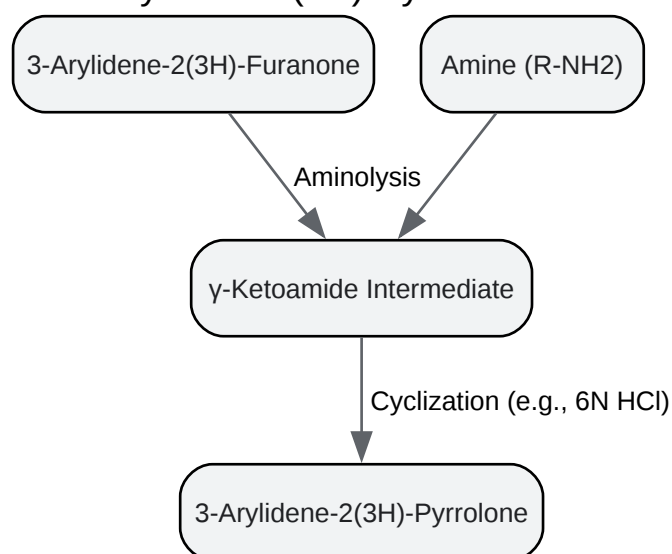 3-Arylidene-2(3H)-Furanone
Amine (R-NH2)
Aminolysis
γ-Ketoamide Intermediate
Cyclization (e.g., 6N HCl)
3-Arylidene-2(3H)-Pyrrolone